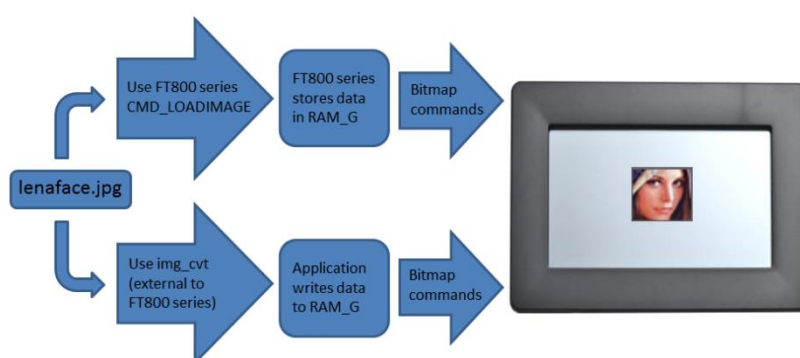 Use FT800 series
CMD_LOADIMAGE
FT800 series
stores data
in RAM_G
Bitmap
commands
lenaface.jpg
Use img_cvt
(external to
FT800 series)
Application
writes data
to RAM_G
Bitmap
commands